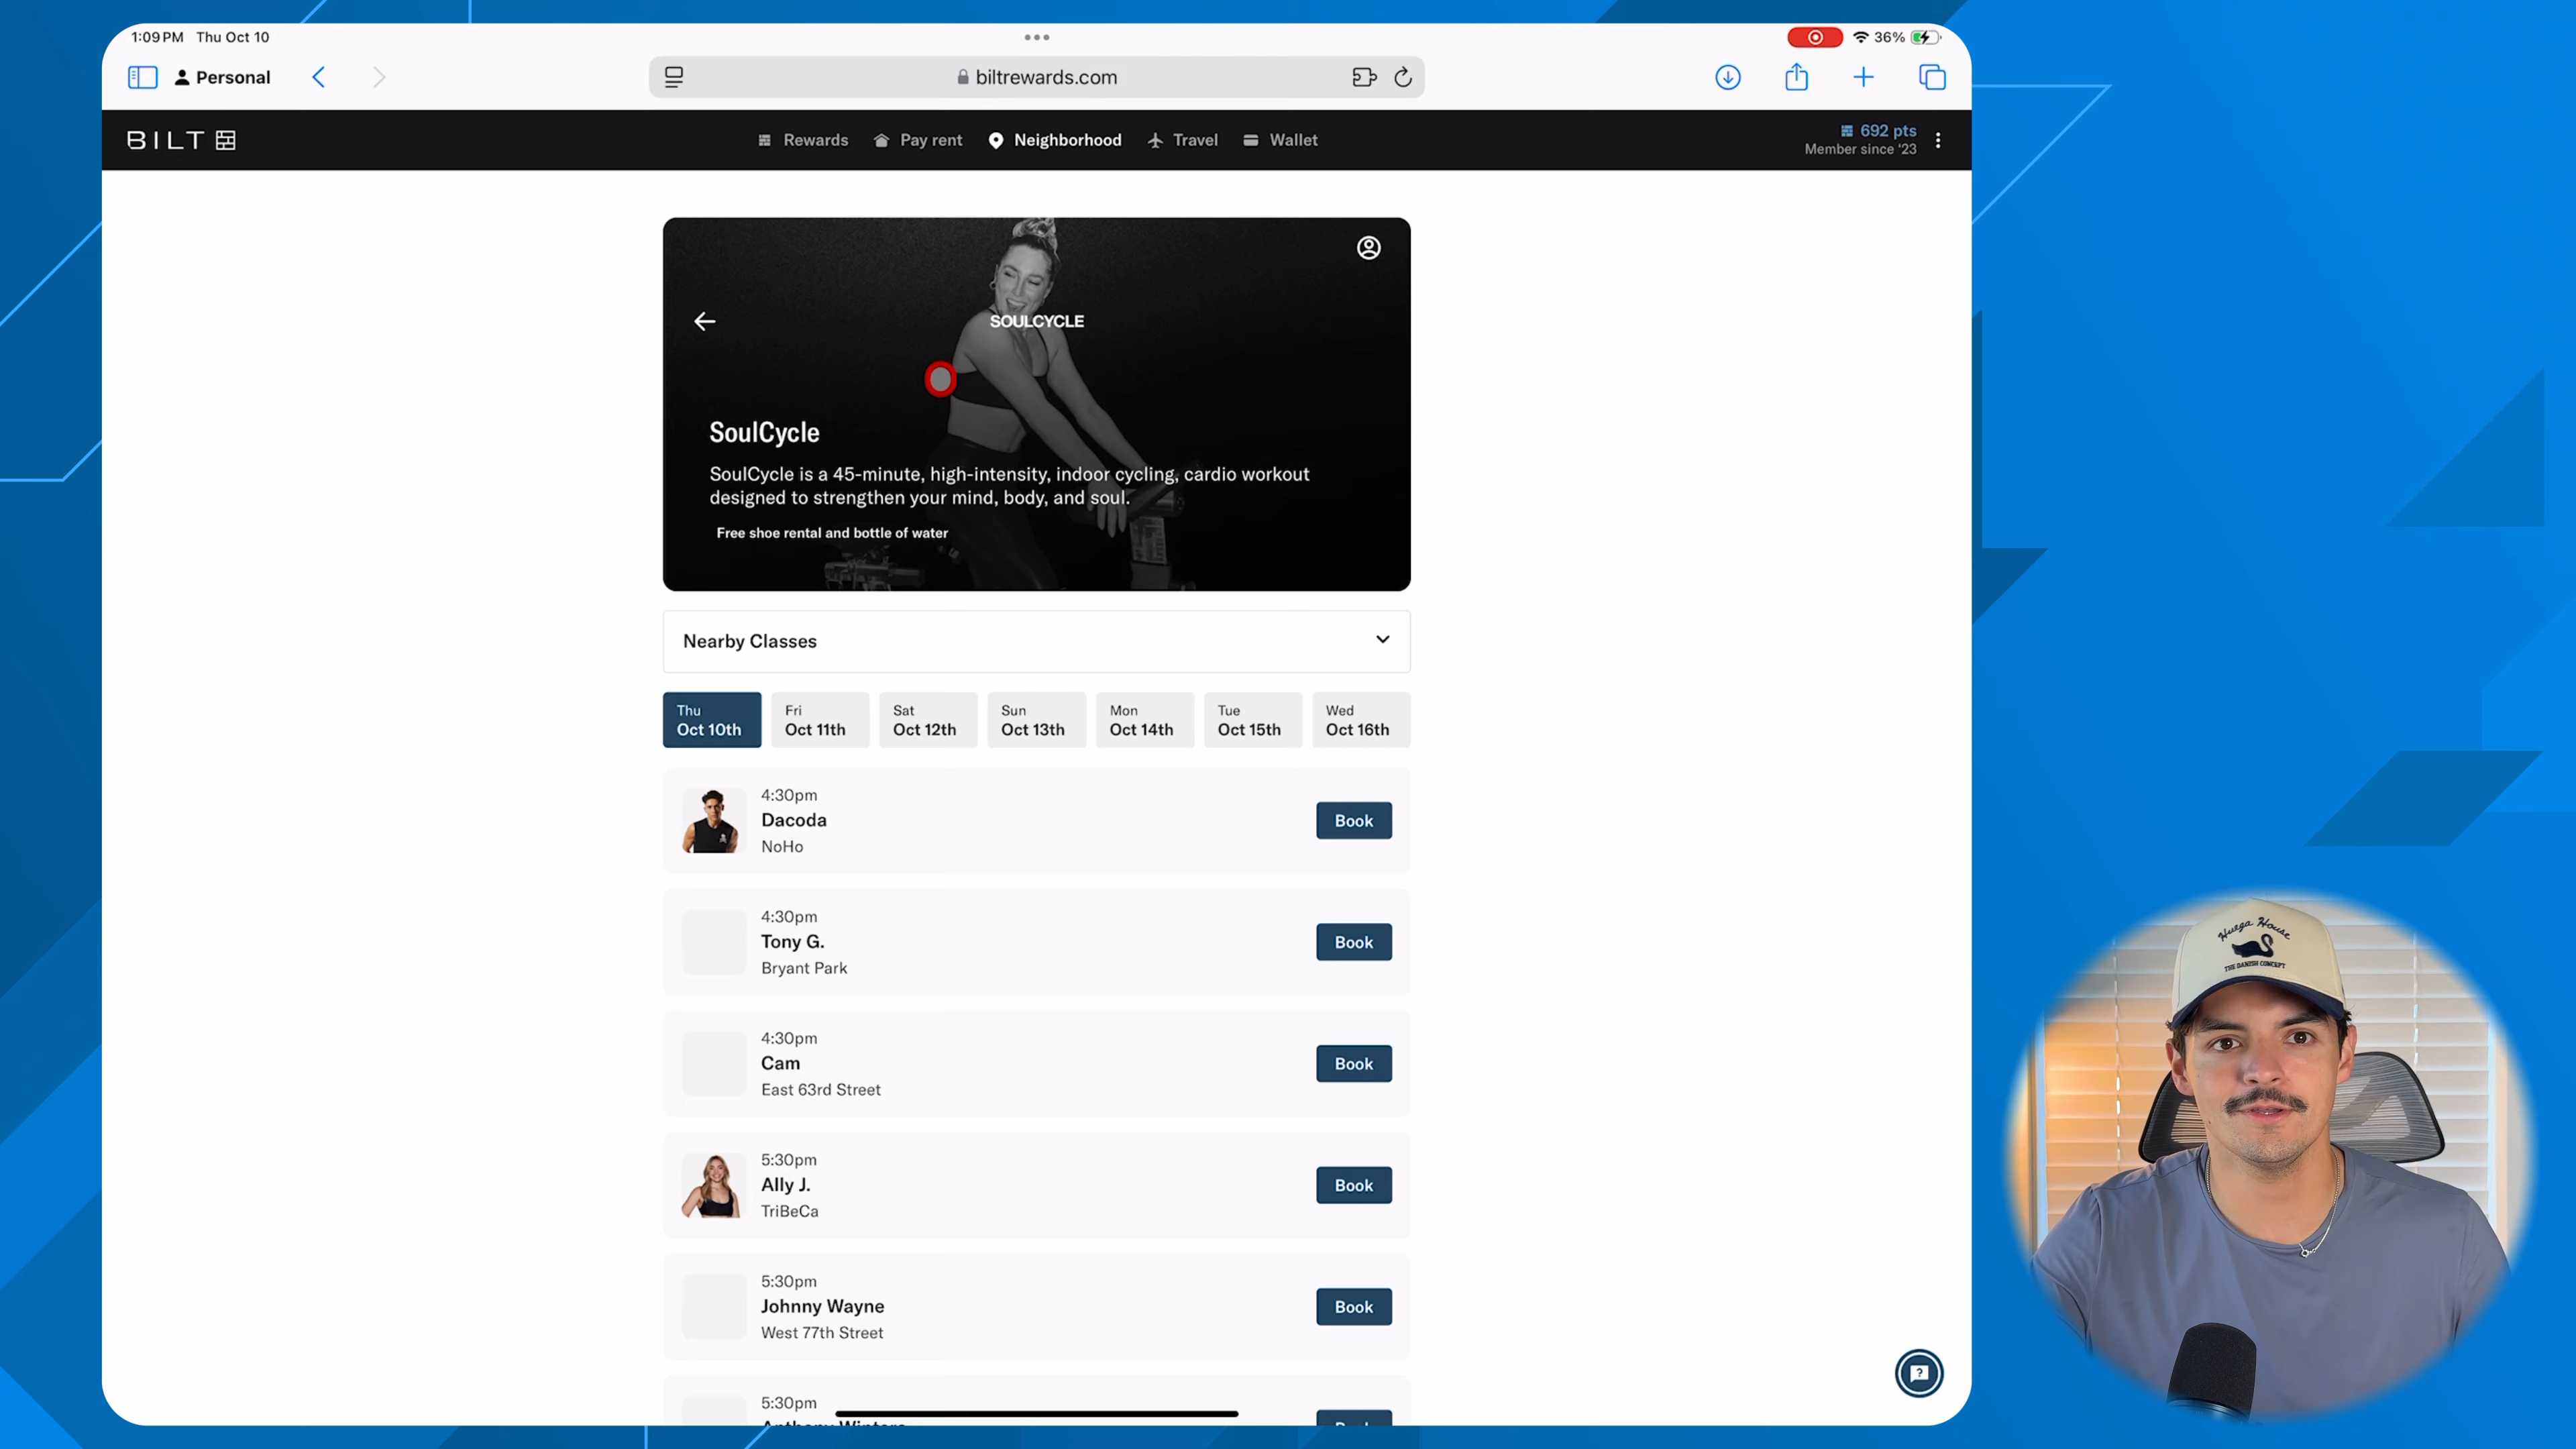 1:09 PM Thu Oct 10
36%
Personal
biltrewards.com
BILT
Rewards
Pay rent
Neighborhood
Travel
Wallet
692 pts
Member since '23
SOULCYCLE
SoulCycle
SoulCycle is a 45-minute, high-intensity, indoor cycling, cardio workout
designed to strengthen your mind, body, and soul.
Free shoe rental and bottle of water
Nearby Classes
Thu
Oct 10th
Fri
Oct 11th
Sat
Oct 12th
Sun
Oct 13th
Mon
Oct 14th
Tue
Oct 15th
Wed
Oct 16th
4:30pm
Dacoda
NoHo
Book
4:30pm
Tony G.
Bryant Park
Book
4:30pm
Cam
East 63rd Street
Book
5:30pm
Ally J.
TriBeCa
Book
5:30pm
Johnny Wayne
West 77th Street
Book
5:30pm
Huega House
THE DANISH CONCEPT